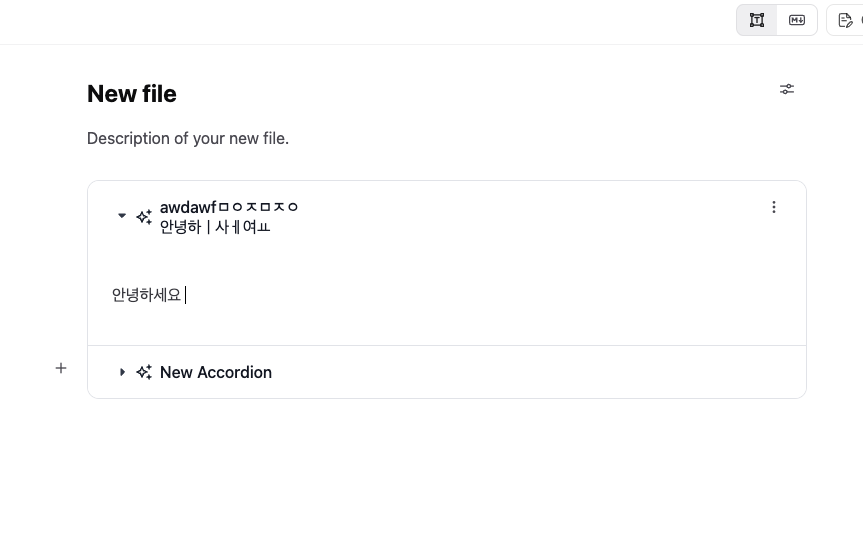 New file
Description of your new file.
awdawfㅁㅇㅈㅁㅈㅇ
안녕하ㅣ사ㅔ여ㅛ
안녕하세요
New Accordion